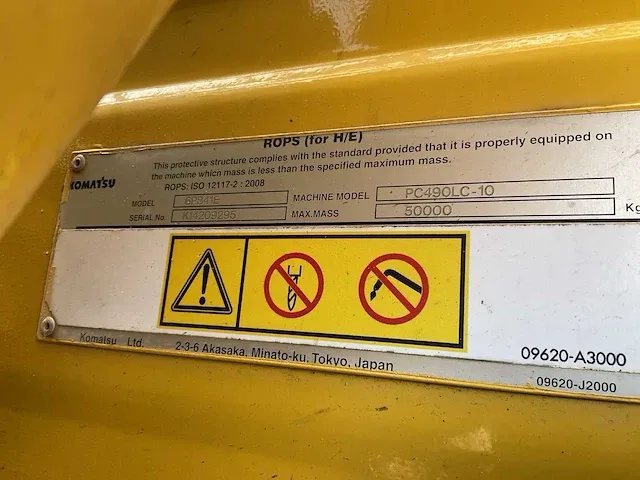 ROPS (for H/E)
This protective structure complies with the standard provided that it is properly equipped on
the machine which mass is less than the specified maximum mass.
KOMATSU
ROPS: ISO 12117-2 : 2008
MODEL MACHINE MODEL PC490LC-10
SERIAL No. K14209295 MAX.MASS 50000 Kg
Komatsu Ltd. 2-3-6 Akasaka, Minato-ku, Tokyo, Japan
09620-A3000
09620-J2000